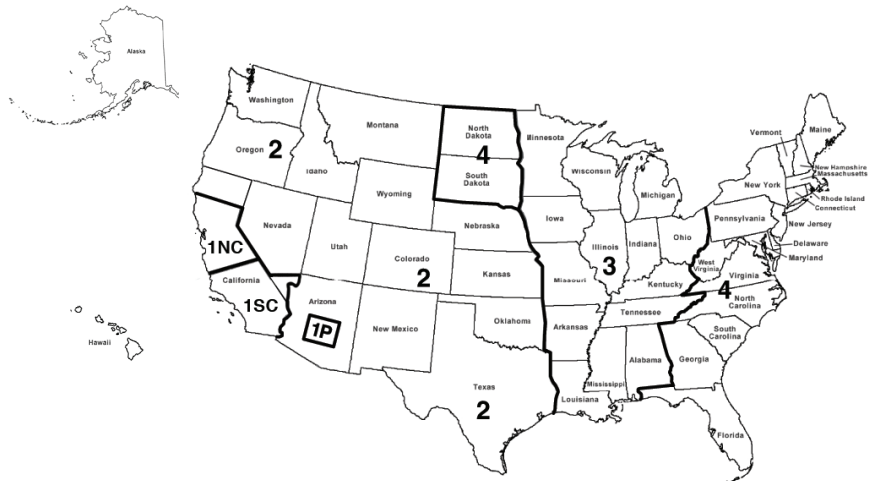 Alaska
Washington
Oregon
2
Idaho
Montana
Wyoming
North
Dakota
4
South
Dakota
Minnesota
Wisconsin
Michigan
Vermont
Maine
New Hampshire
Massachusetts
New York
Rhode Island
Connecticut
Pennsylvania
New Jersey
Delaware
Maryland
Nevada
Utah
Colorado
2
Nebraska
Kansas
Iowa
Missouri
Illinois
3
Indiana
Ohio
West
Virginia
Virginia
4
Kentucky
North
Carolina
Tennessee
South
Carolina
1NC
California
1SC
Arizona
1P
New Mexico
Oklahoma
Arkansas
Texas
2
Louisiana
Mississippi
Alabama
Georgia
Florida
Hawaii